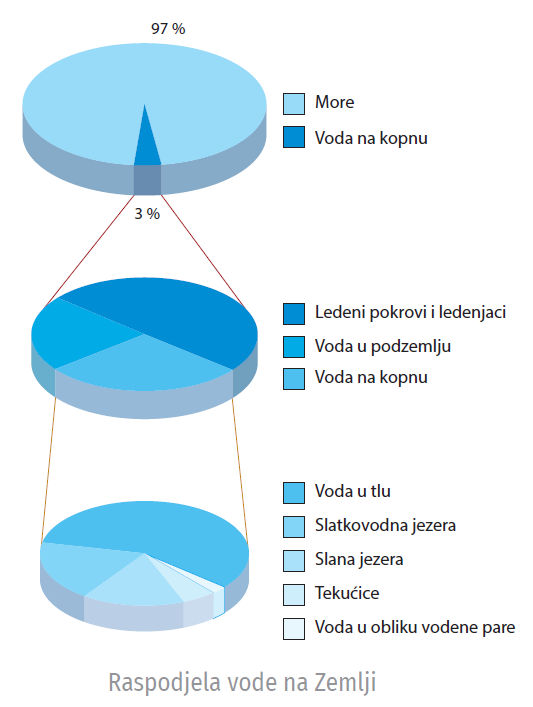 97 %
More
Voda na kopnu
3 %
Ledeni pokrovi i ledenjaci
Voda u podzemlju
Voda na kopnu
Voda u tlu
Slatkovodna jezera
Slana jezera
Tekućice
Voda u obliku vodene pare
Raspodjela vode na Zemlji